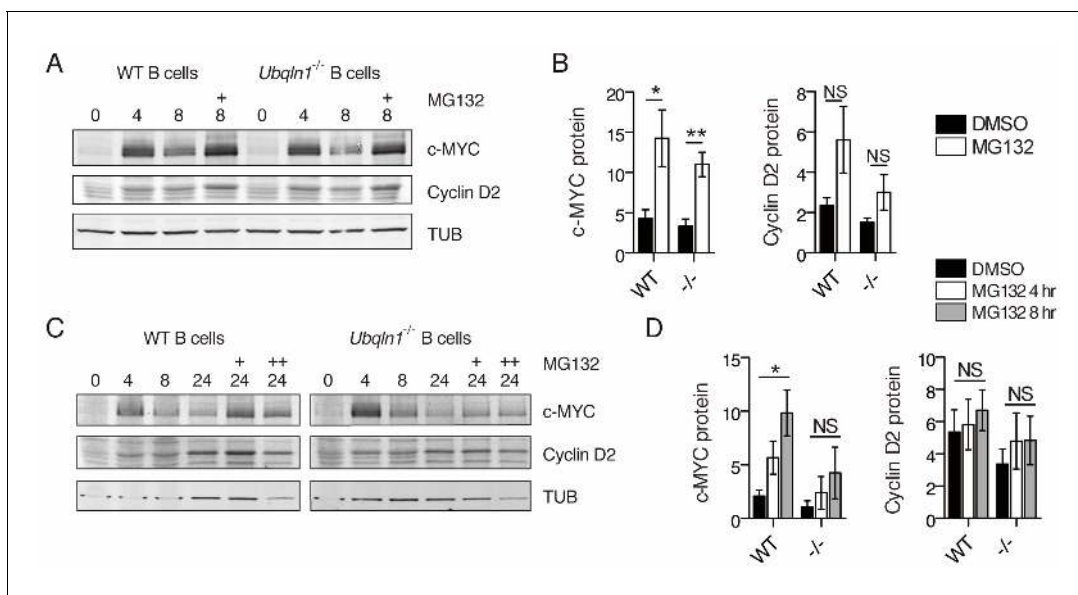 A
WT B cells Ubqln1-/- B cells
+ + MG132
0 4 8 8 0 4 8 8
c-MYC
Cyclin D2
TUB
B
c-MYC protein
20
15
10
5
0
*
**
WT -/-
Cyclin D2 protein
8
6
4
2
0
NS
NS
WT -/-
DMSO
MG132
C
WT B cells Ubqln1-/- B cells
+ ++ + ++ MG132
0 4 8 24 24 24 0 4 8 24 24 24
c-MYC
Cyclin D2
TUB
DMSO
MG132 4 hr
MG132 8 hr
D
c-MYC protein
15
10
5
0
*
NS
WT -/-
Cyclin D2 protein
10
8
6
4
2
0
NS
NS
WT -/-